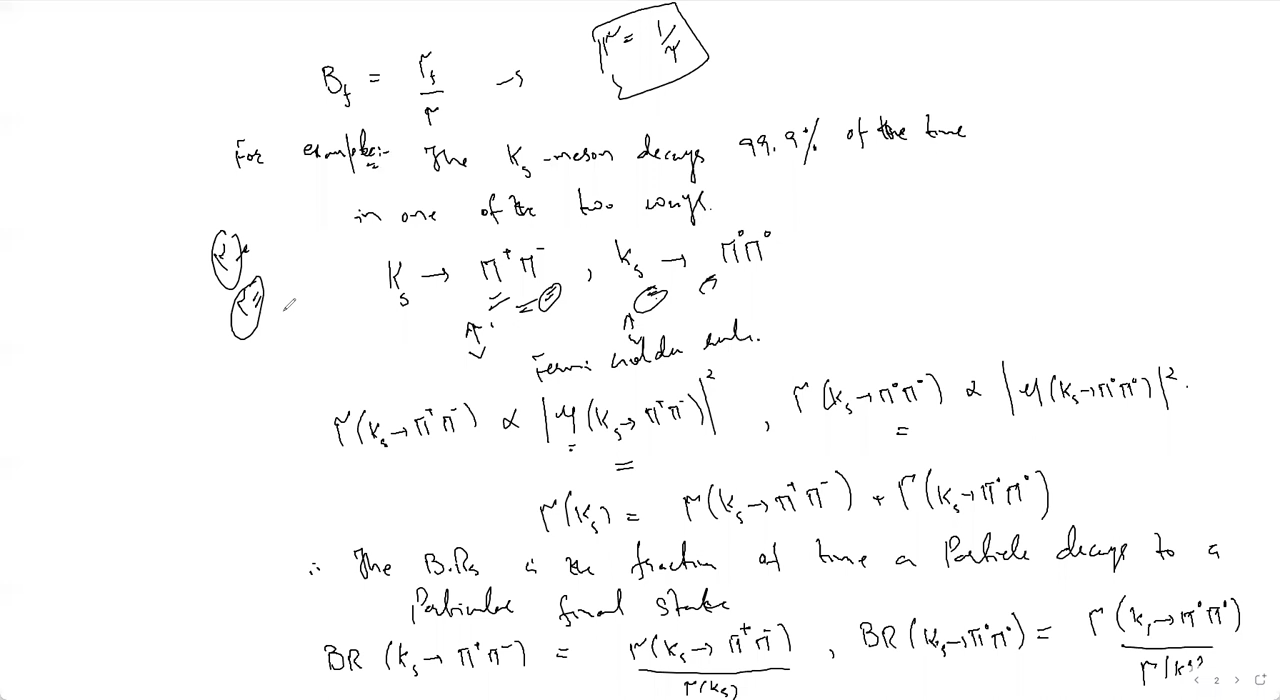 B_f = Γ_f / Γ → Γ = 1/τ
For example:- The K_s-meson decays 99.9% of the time
in one of the two ways.
K_s → π⁺π⁻ , K_s → π⁰π⁰
Fermi golden rule.
Γ(K_s → π⁺π⁻) ∝ |M(K_s → π⁺π⁻)|² , Γ(K_s → π⁰π⁰) ∝ |M(K_s → π⁰π⁰)|².
Γ(K_s) = Γ(K_s → π⁺π⁻) + Γ(K_s → π⁰π⁰)
∴ The B.Rs is the fraction of time a Particle decays to a
Particular final state
BR (K_s → π⁺π⁻) = Γ(K_s → π⁺π⁻) / Γ(K_s) , BR (K_s → π⁰π⁰) = Γ(K_s → π⁰π⁰) / Γ(K_s)
< 2 >